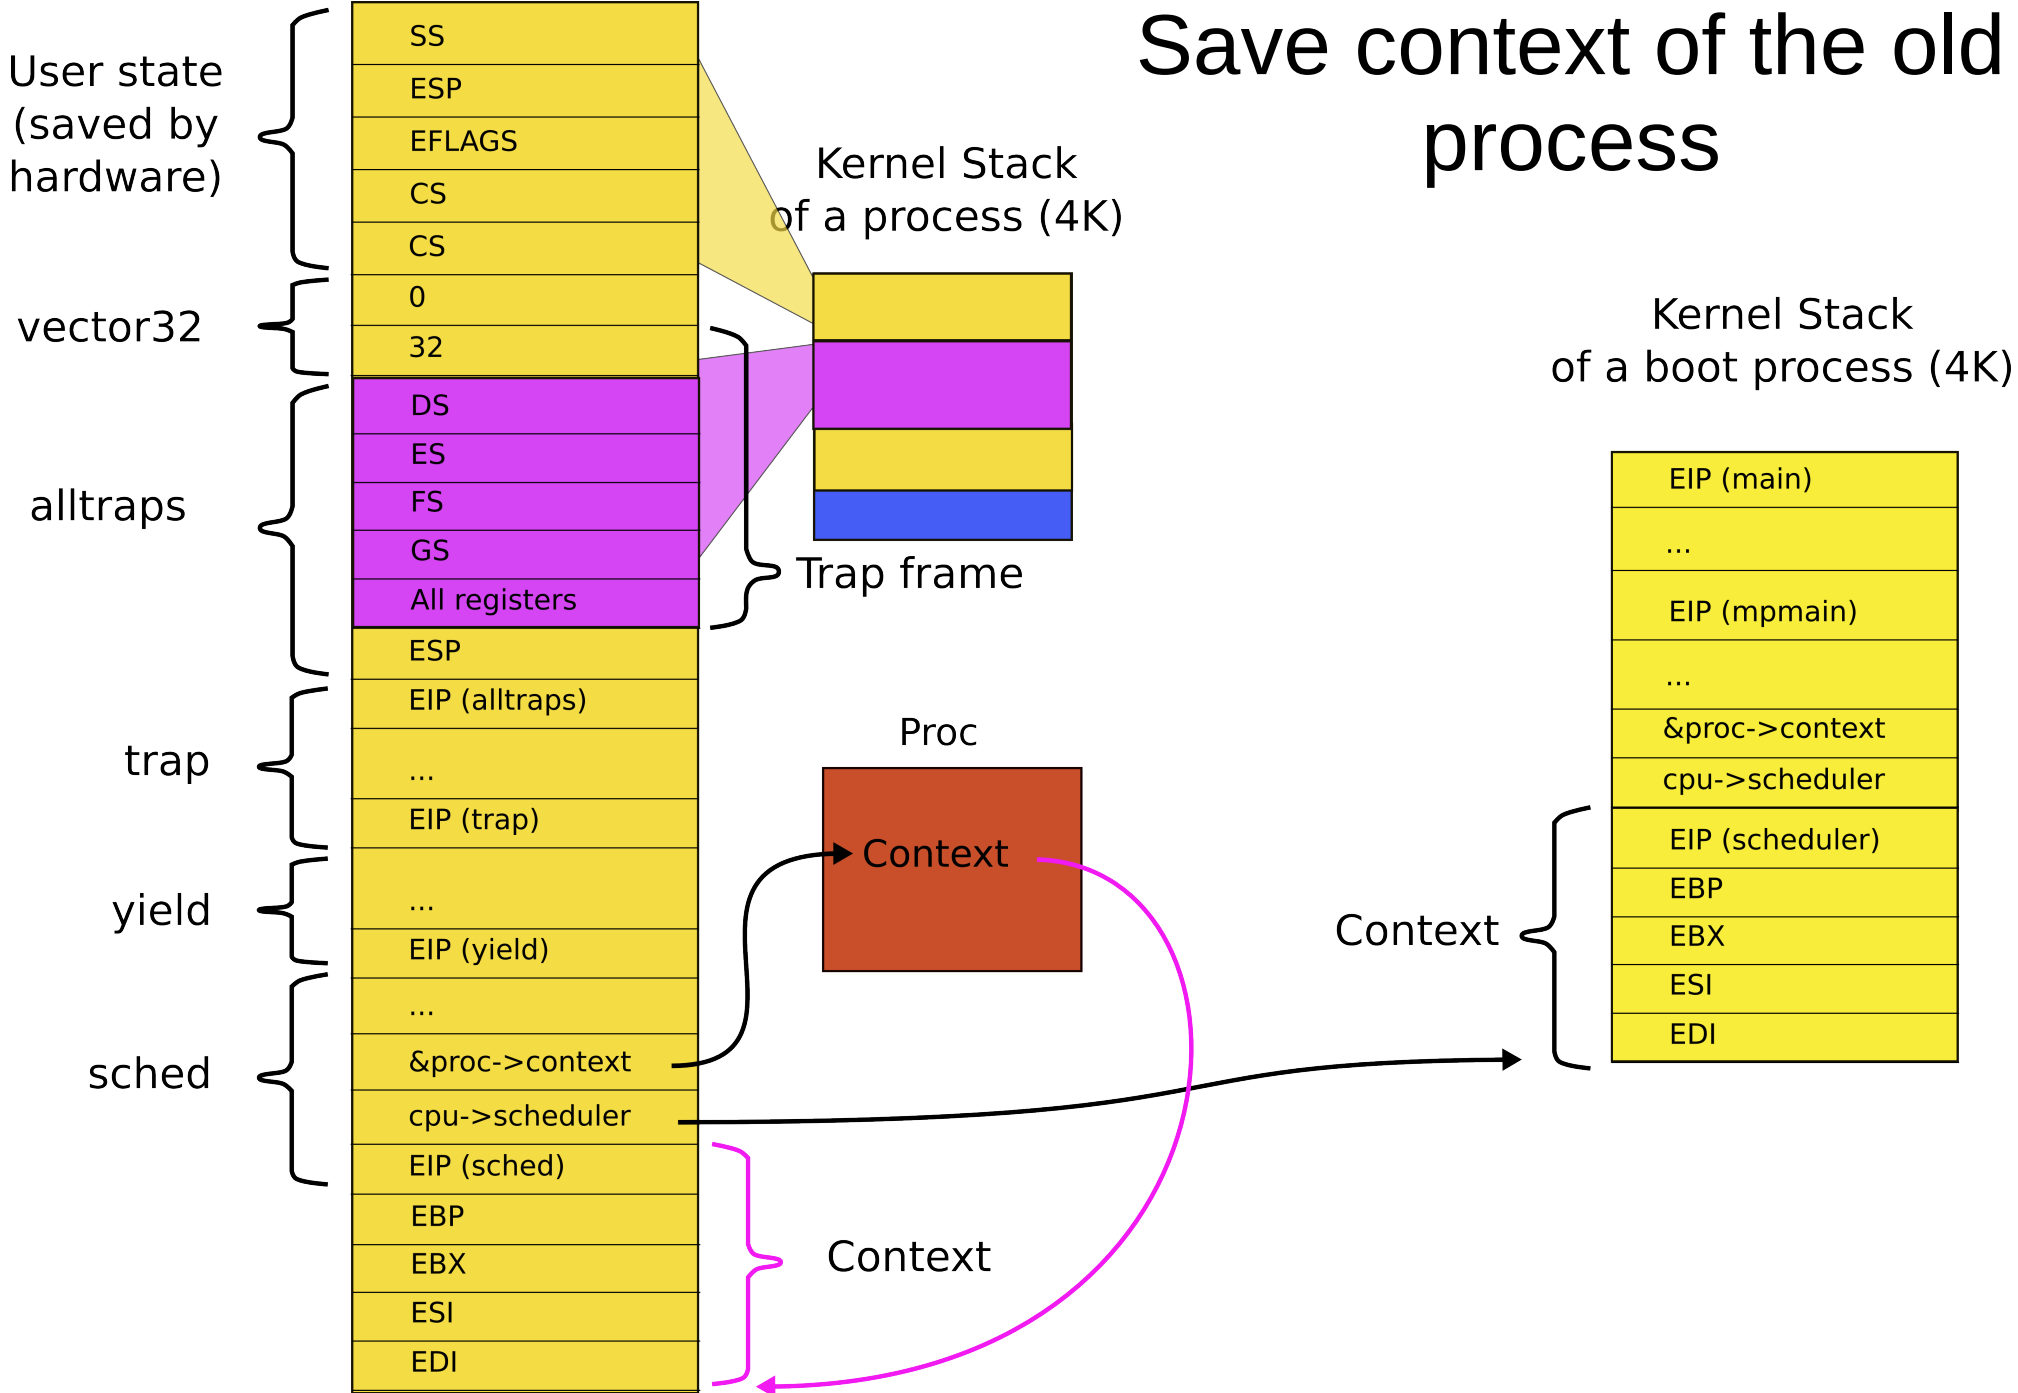 Save context of the old
process
User state
(saved by
hardware)
vector32
alltraps
trap
yield
sched
SS
ESP
EFLAGS
CS
CS
0
32
DS
ES
FS
GS
All registers
ESP
EIP (alltraps)
...
EIP (trap)
...
EIP (yield)
...
&proc->context
cpu->scheduler
EIP (sched)
EBP
EBX
ESI
EDI
Kernel Stack
of a process (4K)
Trap frame
Proc
Context
Context
Kernel Stack
of a boot process (4K)
EIP (main)
...
EIP (mpmain)
...
&proc->context
cpu->scheduler
EIP (scheduler)
EBP
EBX
ESI
EDI
Context